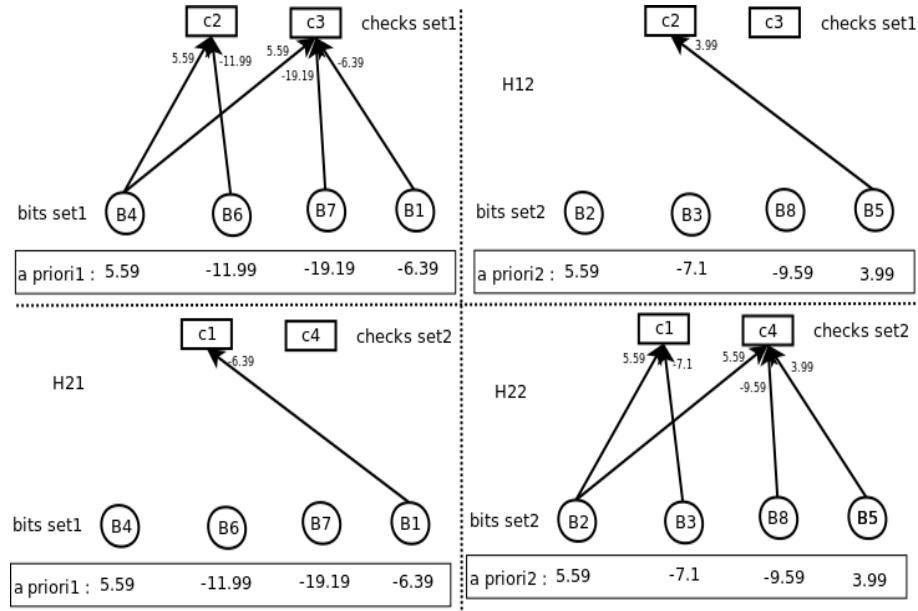 c2 c3 checks set1
5.59 -11.99 5.59 -19.19 -6.39
bits set1 B4 B6 B7 B1
a priori1 : 5.59 -11.99 -19.19 -6.39
c2 c3 checks set1
3.99
H12
bits set2 B2 B3 B8 B5
a priori2 : 5.59 -7.1 -9.59 3.99
c1 c4 checks set2
-6.39
H21
bits set1 B4 B6 B7 B1
a priori1 : 5.59 -11.99 -19.19 -6.39
c1 c4 checks set2
5.59 -7.1 5.59 -9.59 3.99
H22
bits set2 B2 B3 B8 B5
a priori2 : 5.59 -7.1 -9.59 3.99